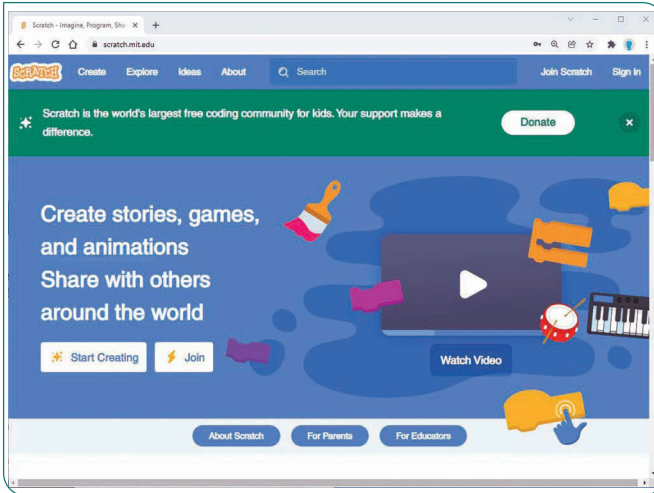 Scratch - Imagine, Program, Sha
scratch.mit.edu
SCRATCH Create Explore Ideas About Search Join Scratch Sign in
Scratch is the world's largest free coding community for kids. Your support makes a
difference.
Donate
Create stories, games,
and animations
Share with others
around the world
Start Creating Join
Watch Video
About Scratch For Parents For Educators